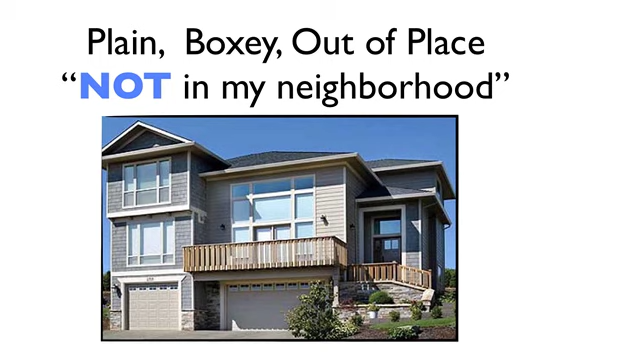 Plain, Boxey, Out of Place
“NOT in my neighborhood”